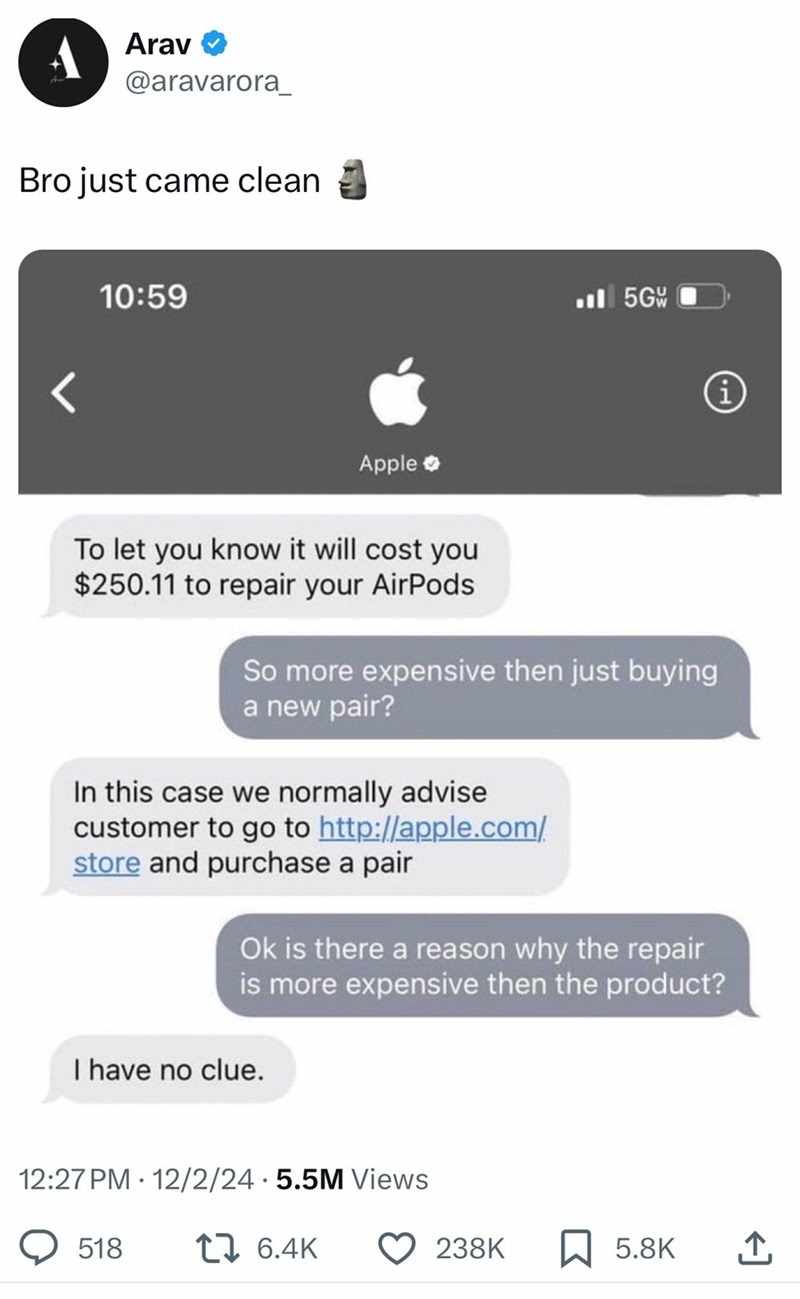 Arav
@aravarora_
Bro just came clean 🗿
10:59
5GUW
Apple
To let you know it will cost you
$250.11 to repair your AirPods
So more expensive then just buying
a new pair?
In this case we normally advise
customer to go to http://apple.com/
store and purchase a pair
Ok is there a reason why the repair
is more expensive then the product?
I have no clue.
12:27 PM · 12/2/24 · 5.5M Views
518 6.4K 238K 5.8K